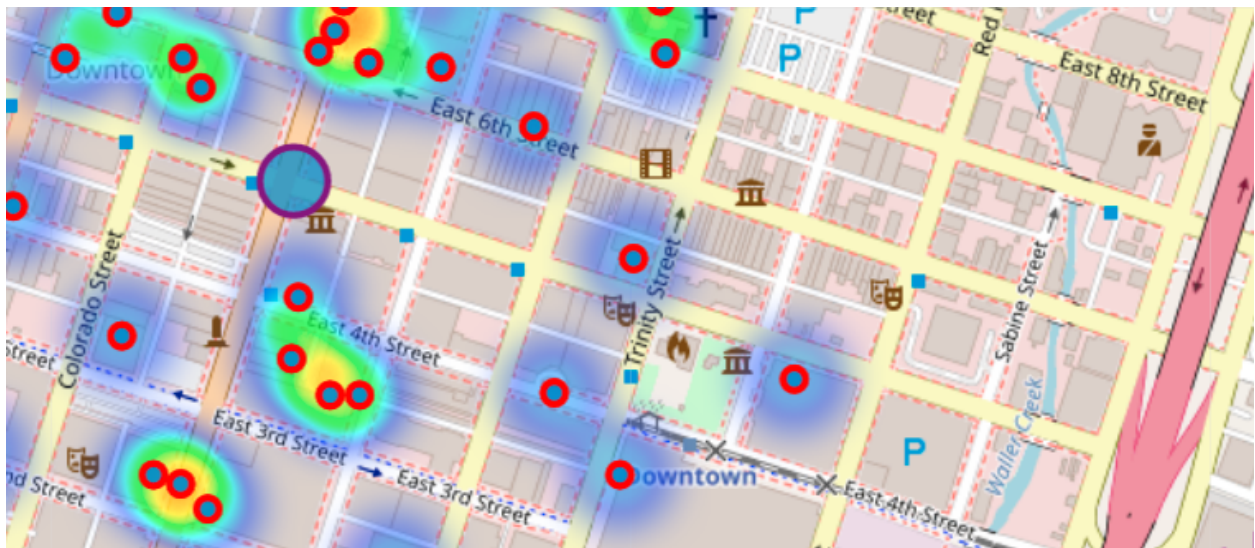 East 8th Street
Street
Red
Downtown
East 6th Street
Colorado Street
Trinity Street
Sabine Street
East 4th Street
Street
East 3rd Street
East 3rd Street
nd Street
Downtown
East 4th Street
Waller Creek
P
P
P